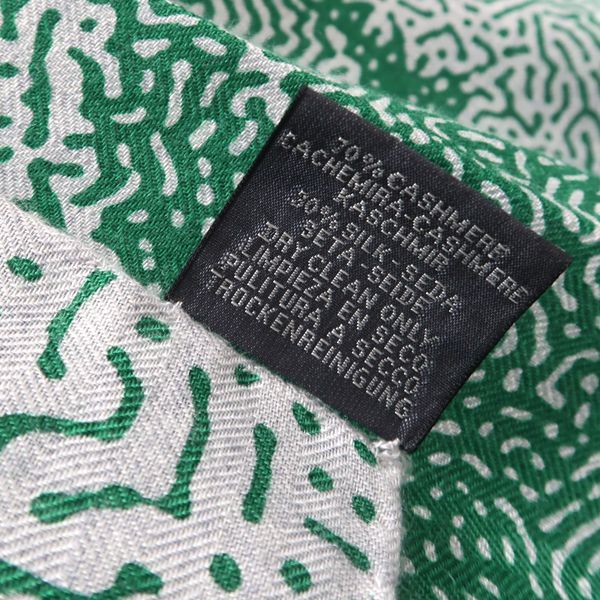 70% CASHMERE
CACHEMIRA-CASHMERE
KASCHMIR
30% SILK-SEDA
SETA-SEIDE
DRY CLEAN ONLY
LIMPIEZA EN SECO
PULITURA A SECCO
TROCKENREINIGUNG